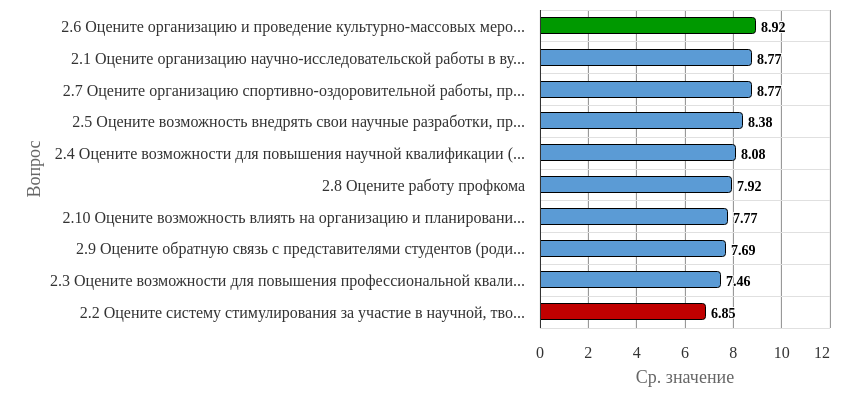 2.6 Оцените организацию и проведение культурно-массовых меро... 8.92
2.1 Оцените организацию научно-исследовательской работы в ву... 8.77
2.7 Оцените организацию спортивно-оздоровительной работы, пр... 8.77
2.5 Оцените возможность внедрять свои научные разработки, пр... 8.38
2.4 Оцените возможности для повышения научной квалификации (... 8.08
2.8 Оцените работу профкома 7.92
2.10 Оцените возможность влиять на организацию и планировани... 7.77
2.9 Оцените обратную связь с представителями студентов (роди... 7.69
2.3 Оцените возможности для повышения профессиональной квали... 7.46
2.2 Оцените систему стимулирования за участие в научной, тво... 6.85
Вопрос
0 2 4 6 8 10 12
Ср. значение